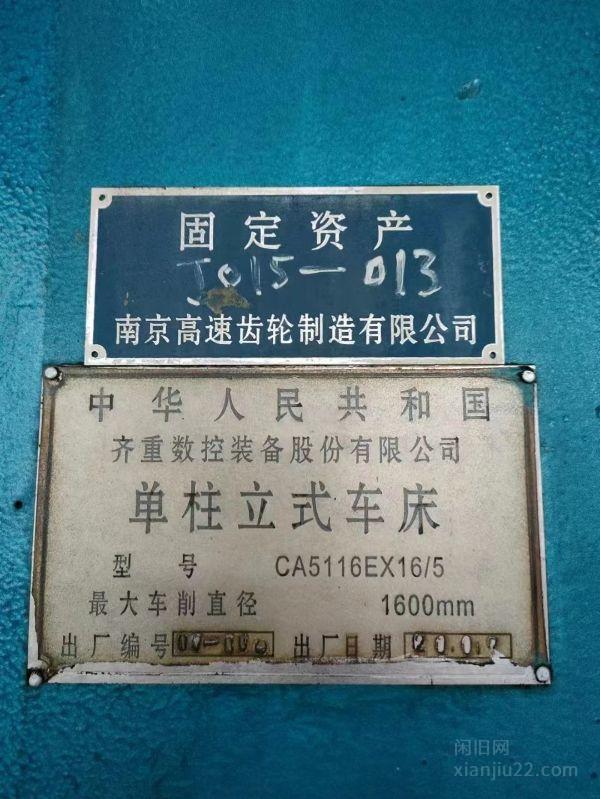 固定资产
J015-013
南京高速齿轮制造有限公司
中华人民共和国
齐重数控装备股份有限公司
单柱立式车床
型号 CA5116EX16/5
最大车削直径 1600mm
出厂编号 出厂日期
闲旧网
xianjiu22.com